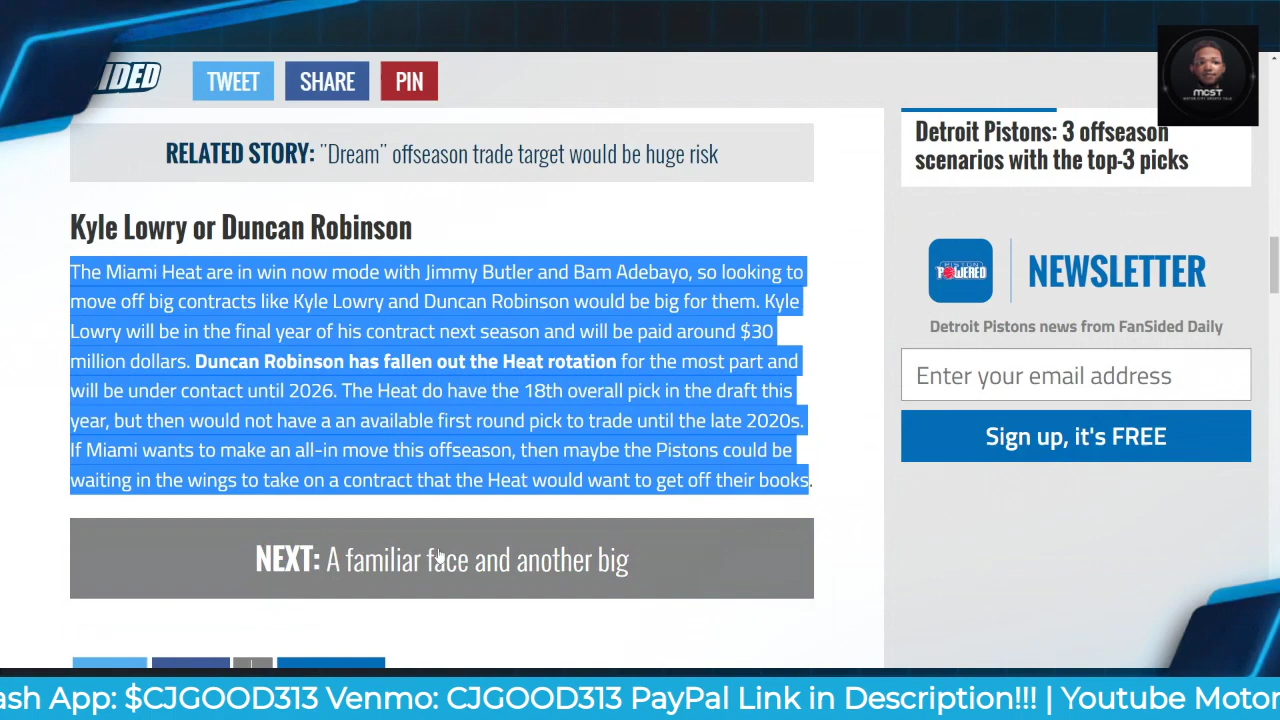 IDED
TWEET
SHARE
PIN
MCST
RELATED STORY: "Dream" offseason trade target would be huge risk
Kyle Lowry or Duncan Robinson
The Miami Heat are in win now mode with Jimmy Butler and Bam Adebayo, so looking to
move off big contracts like Kyle Lowry and Duncan Robinson would be big for them. Kyle
Lowry will be in the final year of his contract next season and will be paid around $30
million dollars. Duncan Robinson has fallen out the Heat rotation for the most part and
will be under contact until 2026. The Heat do have the 18th overall pick in the draft this
year, but then would not have a an available first round pick to trade until the late 2020s.
If Miami wants to make an all-in move this offseason, then maybe the Pistons could be
waiting in the wings to take on a contract that the Heat would want to get off their books.
NEXT: A familiar face and another big
Detroit Pistons: 3 offseason
scenarios with the top-3 picks
PISTON
POWERED
NEWSLETTER
Detroit Pistons news from FanSided Daily
Enter your email address
Sign up, it's FREE
ash App: $CJGOOD313 Venmo: CJGOOD313 PayPal Link in Description!!! | Youtube Motor